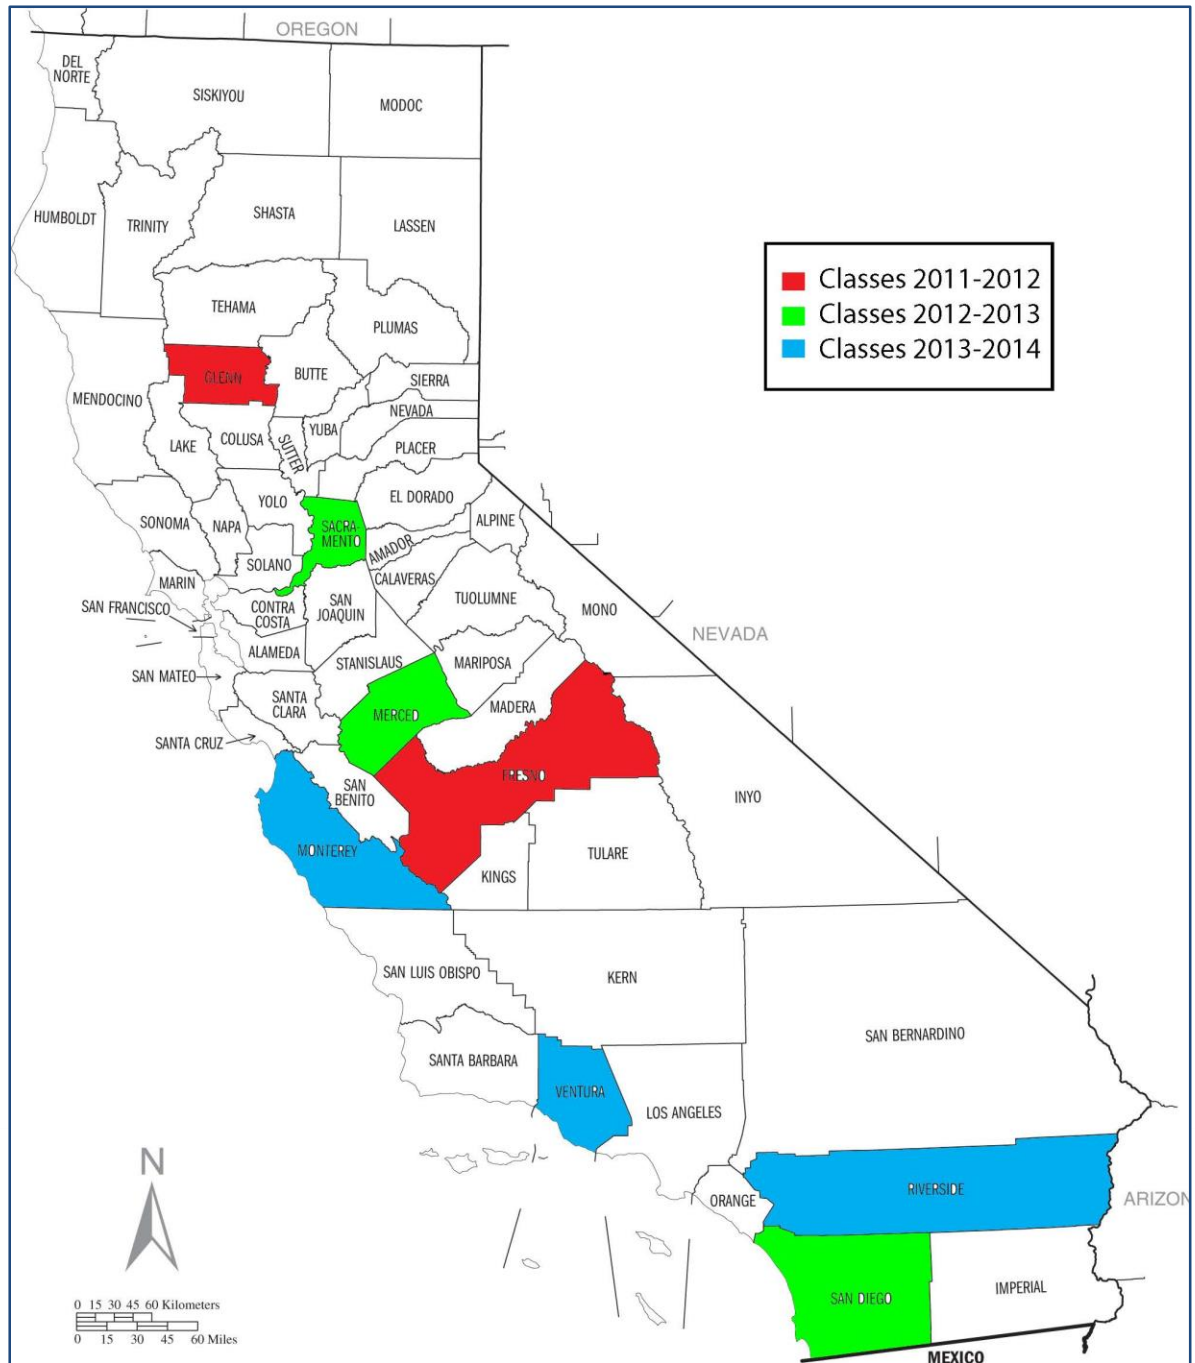 OREGON
DEL
NORTE
SISKIYOU
MODOC
HUMBOLDT
TRINITY
SHASTA
LASSEN
Classes 2011-2012
Classes 2012-2013
Classes 2013-2014
TEHAMA
PLUMAS
GLENN
BUTTE
SIERRA
MENDOCINO
NEVADA
YUBA
COLUSA
SUTTER
LAKE
PLACER
YOLO
EL DORADO
SONOMA
NAPA
SACRA-
MENTO
ALPINE
AMADOR
SOLANO
MARIN
CALAVERAS
TUOLUMNE
SAN FRANCISCO
CONTRA
COSTA
SAN
JOAQUIN
MONO
NEVADA
ALAMEDA
STANISLAUS
MARIPOSA
SAN MATEO
SANTA
CLARA
MERCED
MADERA
SANTA CRUZ
FRESNO
SAN
BENITO
INYO
MONTEREY
TULARE
KINGS
SAN LUIS OBISPO
KERN
SAN BERNARDINO
SANTA BARBARA
VENTURA
LOS ANGELES
N
RIVERSIDE
ORANGE
ARIZON
IMPERIAL
SAN DIEGO
0 15 30 45 60 Kilometers
0 15 30 45 60 Miles
MEXICO